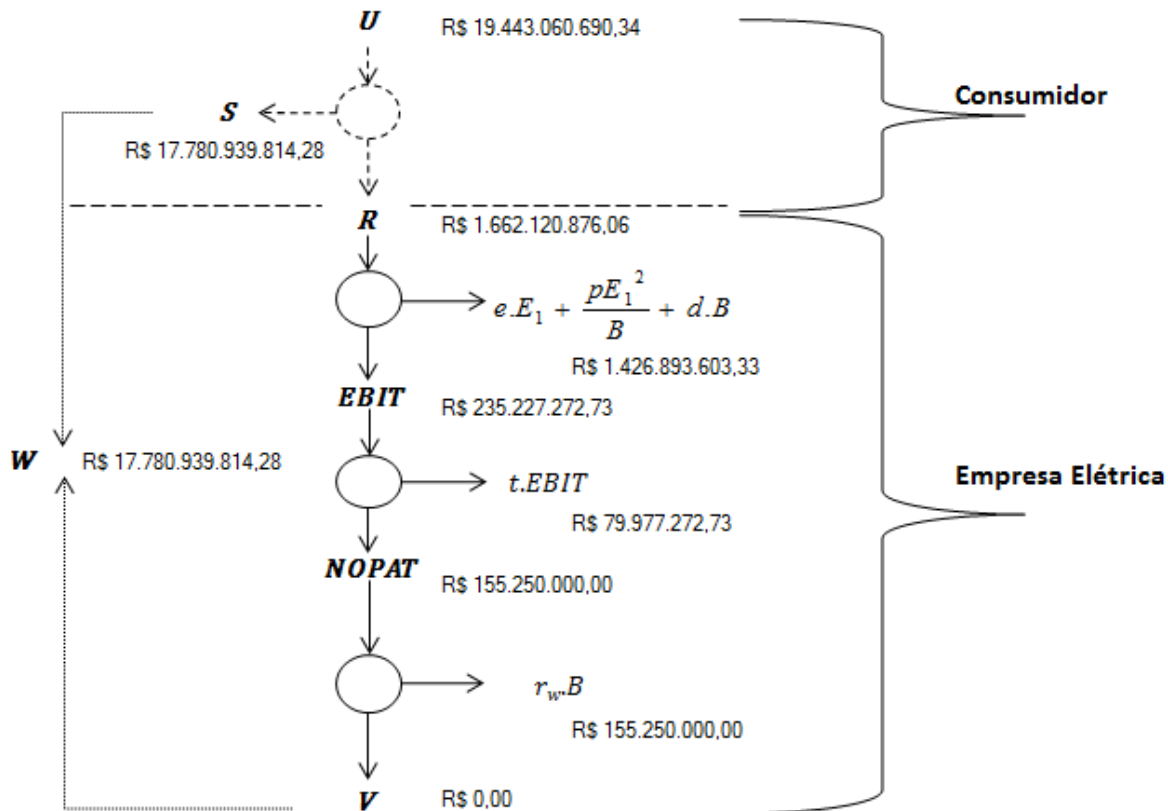 U R$ 19.443.060.690,34
Consumidor
S
R$ 17.780.939.814,28
R R$ 1.662.120.876,06
e.E₁ + pE₁²/B + d.B
R$ 1.426.893.603,33
EBIT R$ 235.227.272,73
W R$ 17.780.939.814,28
t.EBIT
Empresa Elétrica
R$ 79.977.272,73
NOPAT R$ 155.250.000,00
r_w.B
R$ 155.250.000,00
V R$ 0,00